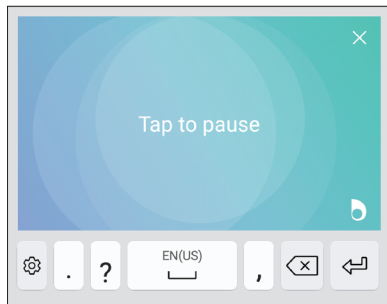 Tap to pause
. ? EN(US) ,